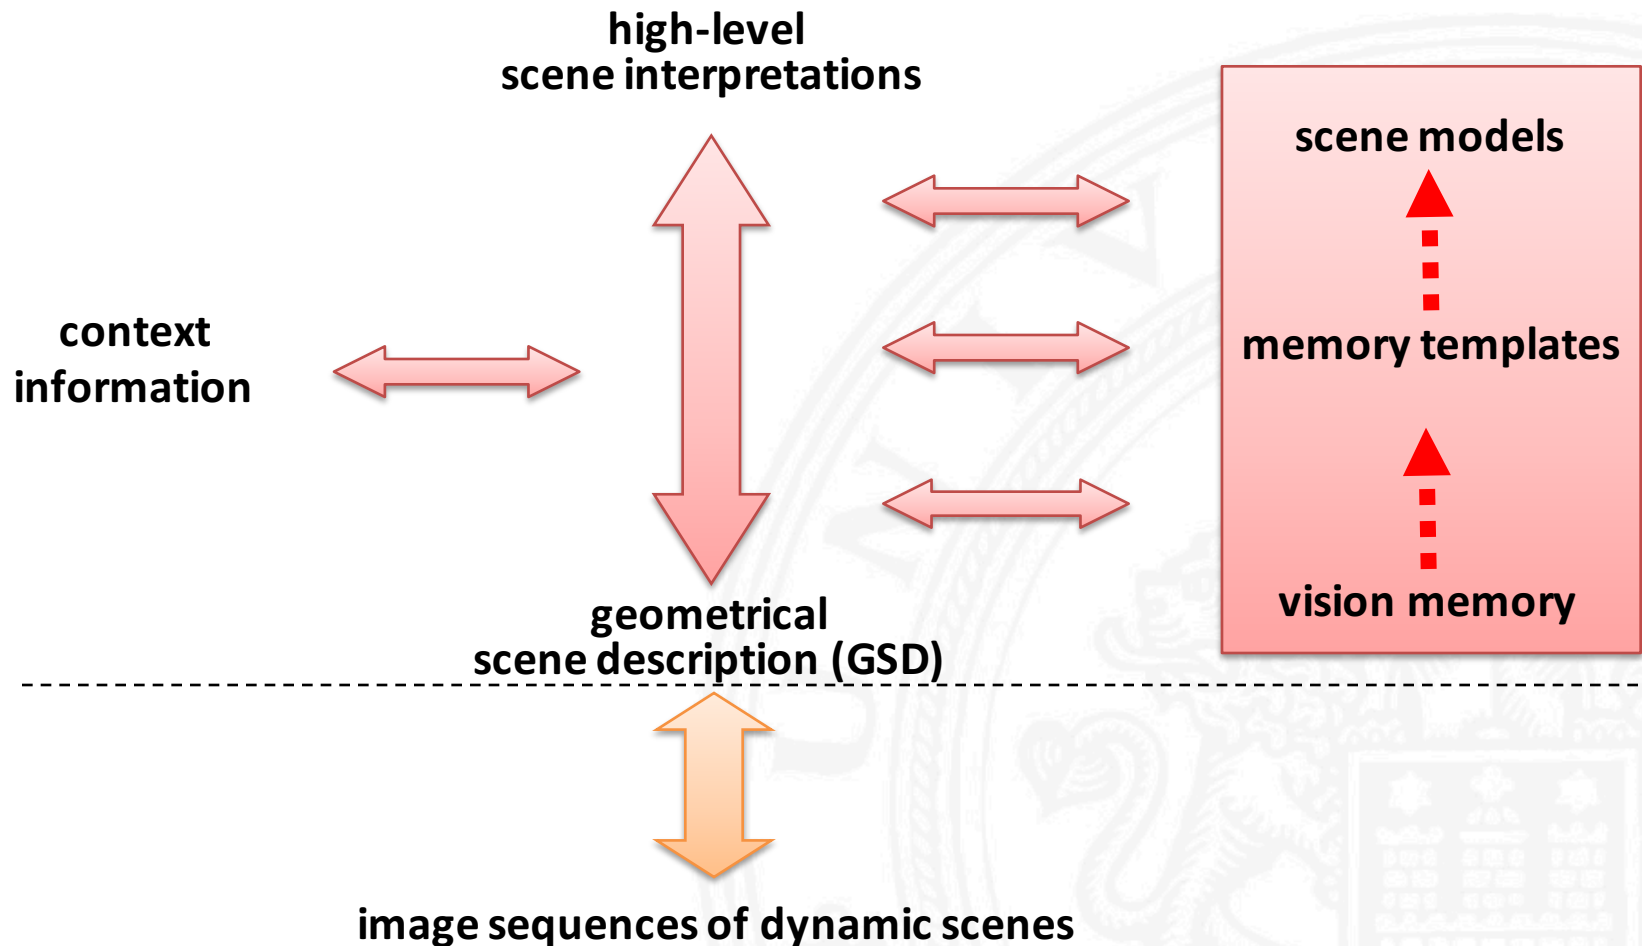 high-level
scene interpretations
scene models
context
information
memory templates
vision memory
geometrical
scene description (GSD)
image sequences of dynamic scenes
U N I V